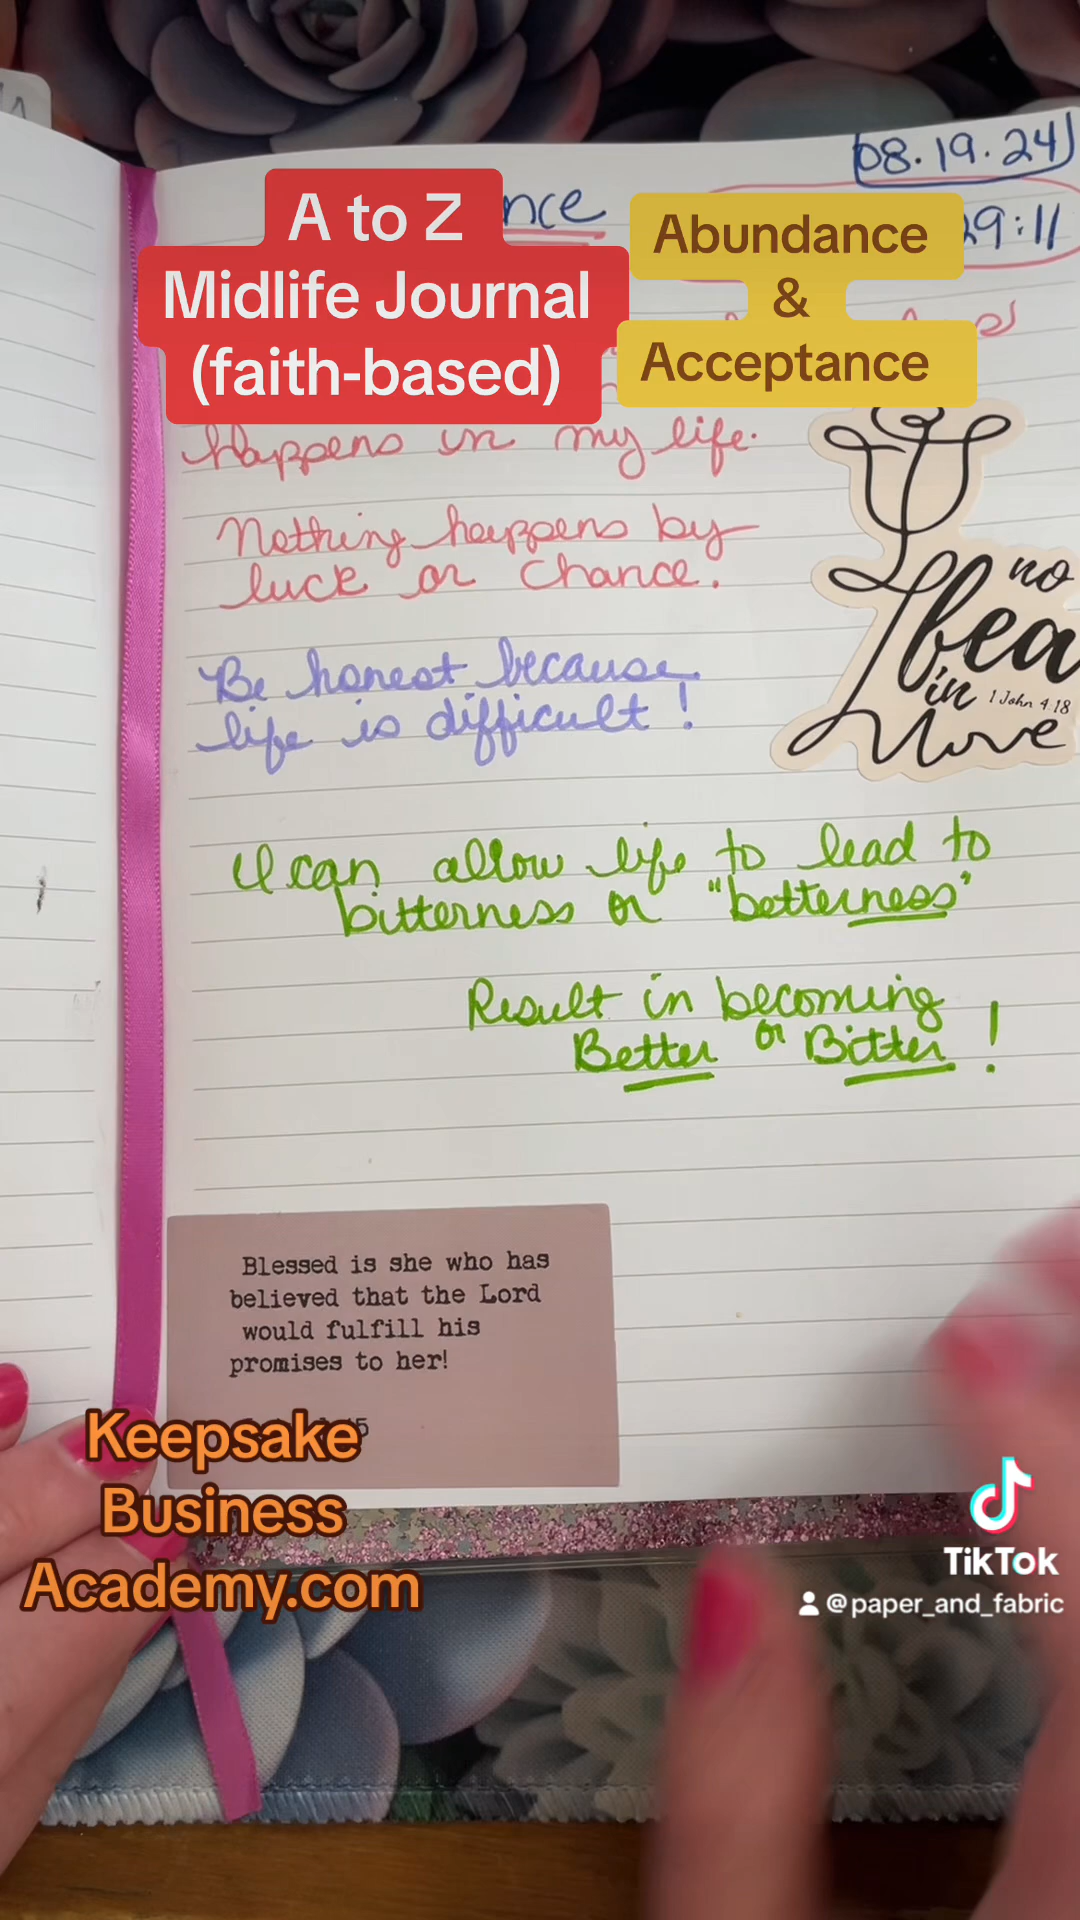 08.19.24
nce
29:11
A to Z
Midlife Journal
(faith-based)
Abundance
&
Acceptance
happens in my life.
Nothing happens by
luck or chance.
Be honest because
life is difficult!
I can allow life to lead to
bitterness or "betterness"
Result in becoming
Better or Bitter!
no
fea
in
love
1 John 4:18
Blessed is she who has
believed that the Lord
would fulfill his
promises to her!
Keepsake
Business
Academy.com
TikTok
@paper_and_fabric